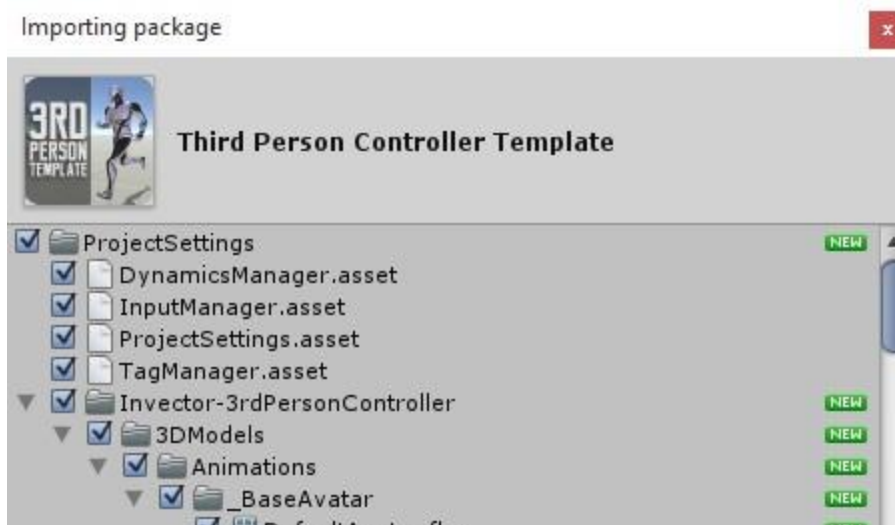 Importing package
x
3RD
PERSON
TEMPLATE
Third Person Controller Template
ProjectSettings NEW
DynamicsManager.asset
InputManager.asset
ProjectSettings.asset
TagManager.asset
Invector-3rdPersonController NEW
3DModels NEW
Animations NEW
_BaseAvatar NEW